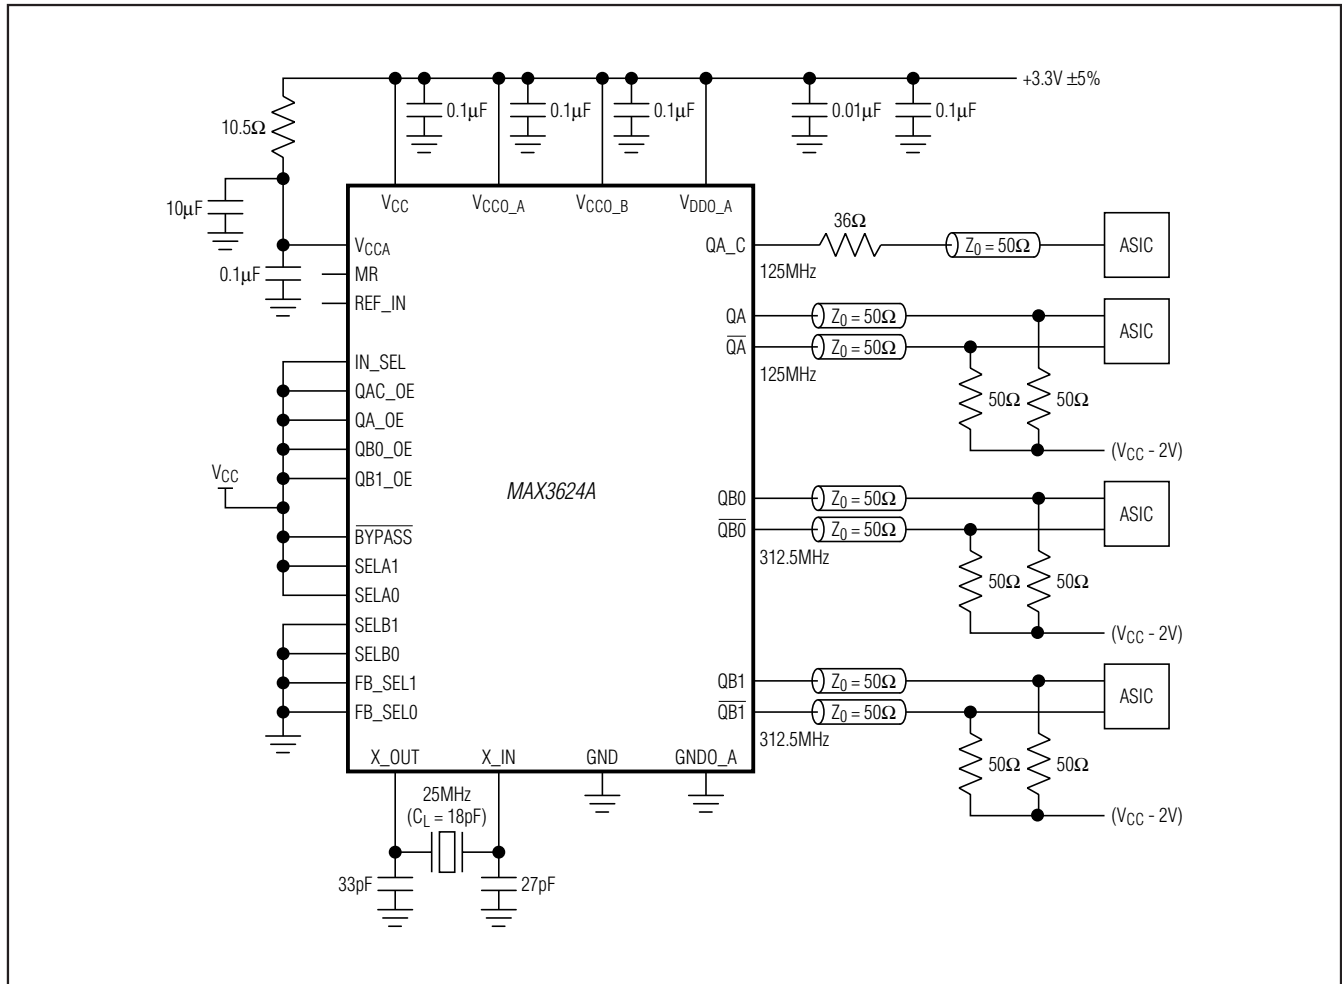 +3.3V ±5%
0.1µF
0.1µF
0.1µF
0.01µF
0.1µF
10.5Ω
10µF
0.1µF
VCC
VCCO_A
VCCO_B
VDDO_A
VCCA
MR
REF_IN
IN_SEL
QAC_OE
QA_OE
QB0_OE
QB1_OE
VCC
BYPASS
SELA1
SELA0
SELB1
SELB0
FB_SEL1
FB_SEL0
MAX3624A
QA_C
125MHz
36Ω
Z0 = 50Ω
ASIC
QA
Z0 = 50Ω
QA
Z0 = 50Ω
125MHz
ASIC
50Ω
50Ω
(VCC - 2V)
QB0
Z0 = 50Ω
QB0
Z0 = 50Ω
312.5MHz
ASIC
50Ω
50Ω
(VCC - 2V)
QB1
Z0 = 50Ω
QB1
Z0 = 50Ω
312.5MHz
ASIC
50Ω
50Ω
(VCC - 2V)
X_OUT
X_IN
GND
GNDO_A
25MHz
(CL = 18pF)
33pF
27pF